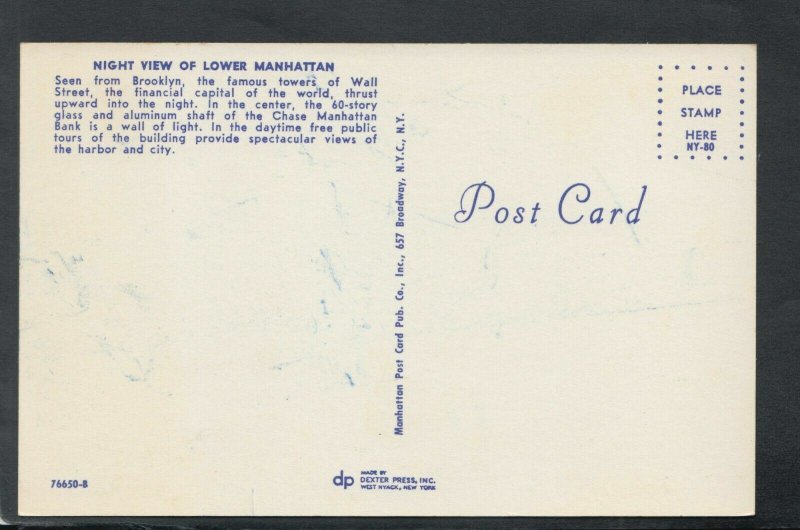 NIGHT VIEW OF LOWER MANHATTAN
Seen from Brooklyn, the famous towers of Wall
Street, the financial capital of the world, thrust
upward into the night. In the center, the 60-story
glass and aluminum shaft of the Chase Manhattan
Bank is a wall of light. In the daytime free public
tours of the building provide spectacular views of
the harbor and city.
Manhattan Post Card Pub. Co., Inc., 657 Broadway, N.Y.C., N.Y.
PLACE
STAMP
HERE
NY-80
Post Card
76650-B
dp
MADE BY
DEXTER PRESS, INC.
WEST NYACK, NEW YORK